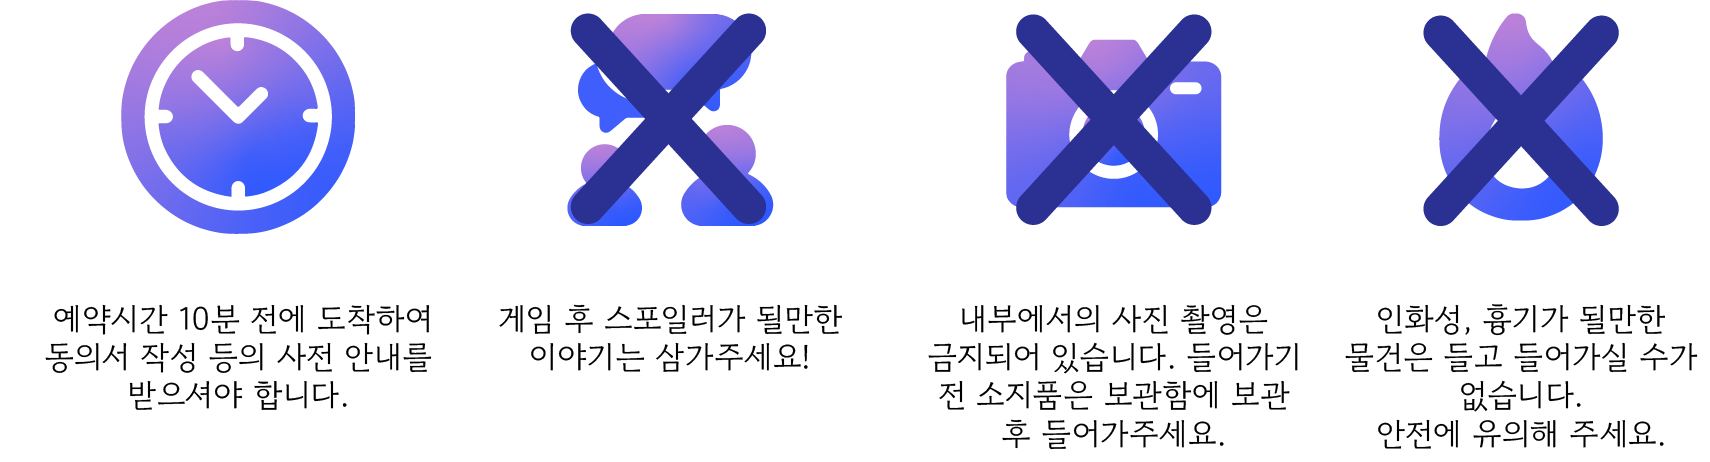 예약시간 10분 전에 도착하여
동의서 작성 등의 사전 안내를
받으셔야 합니다.
게임 후 스포일러가 될만한
이야기는 삼가주세요!
내부에서의 사진 촬영은
금지되어 있습니다. 들어가기
전 소지품은 보관함에 보관
후 들어가주세요.
인화성, 흉기가 될만한
물건은 들고 들어가실 수가
없습니다.
안전에 유의해 주세요.